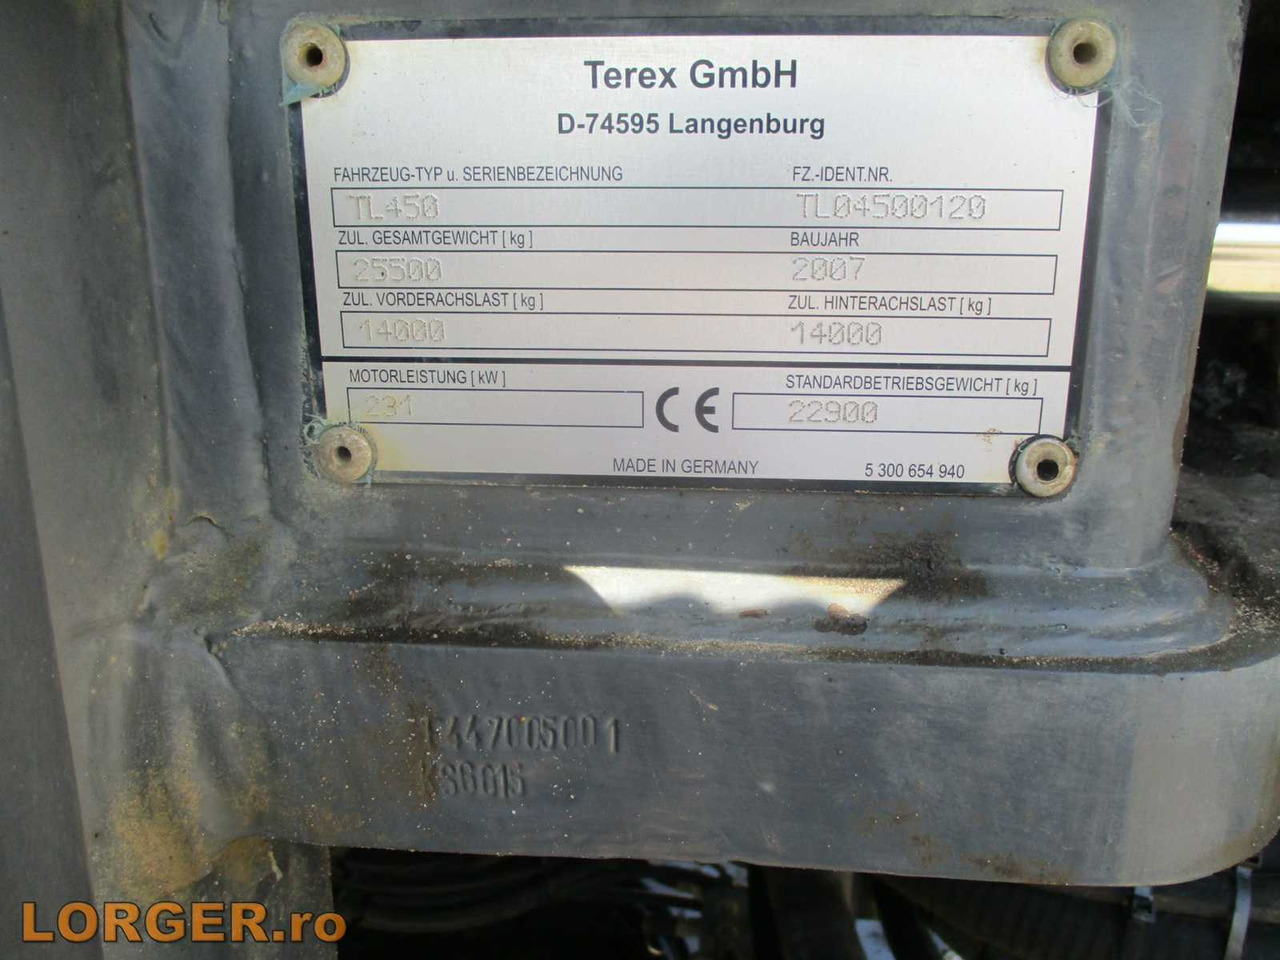 Terex GmbH
D-74595 Langenburg
FAHRZEUG-TYP u. SERIENBEZEICHNUNG FZ.-IDENT.NR.
TL450 TL04500120
ZUL. GESAMTGEWICHT [kg] BAUJAHR
25500 2007
ZUL. VORDERACHSLAST [kg] ZUL. HINTERACHSLAST [kg]
14000 14000
MOTORLEISTUNG [kW] STANDARDBETRIEBSGEWICHT [kg]
231 CE 22900
MADE IN GERMANY 5 300 654 940
LORGER.ro